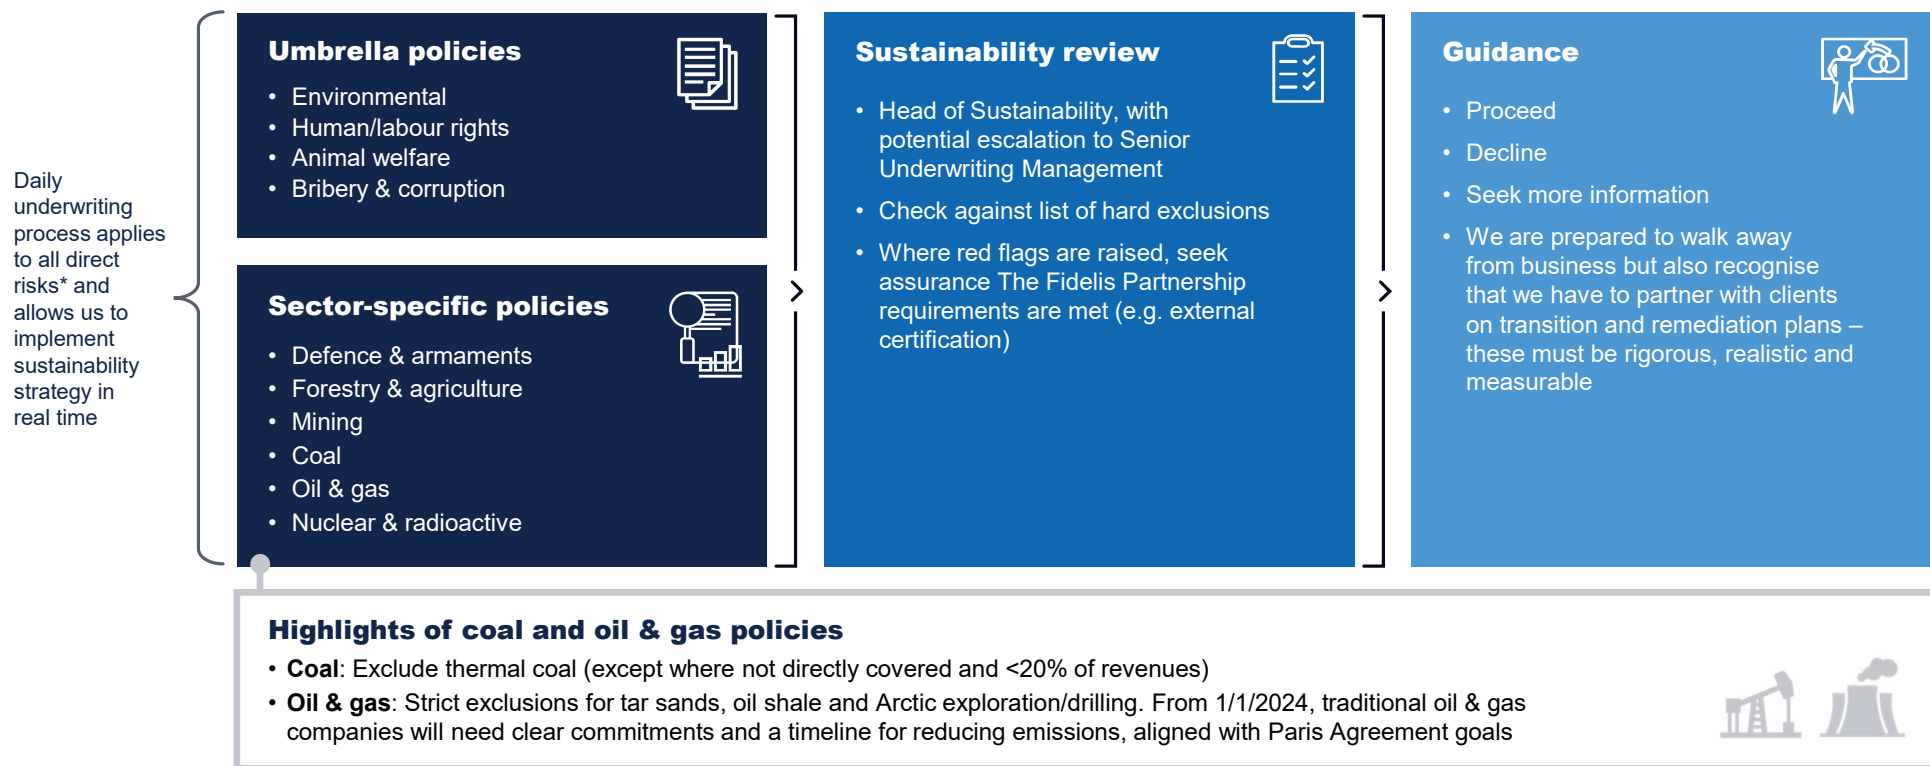 Daily
underwriting
process applies
to all direct
risks* and
allows us to
implement
sustainability
strategy in
real time
Umbrella policies
• Environmental
• Human/labour rights
• Animal welfare
• Bribery & corruption
Sector-specific policies
• Defence & armaments
• Forestry & agriculture
• Mining
• Coal
• Oil & gas
• Nuclear & radioactive
Sustainability review
• Head of Sustainability, with
potential escalation to Senior
Underwriting Management
• Check against list of hard exclusions
• Where red flags are raised, seek
assurance The Fidelis Partnership
requirements are met (e.g. external
certification)
Guidance
• Proceed
• Decline
• Seek more information
• We are prepared to walk away
from business but also recognise
that we have to partner with clients
on transition and remediation plans –
these must be rigorous, realistic and
measurable
Highlights of coal and oil & gas policies
• Coal: Exclude thermal coal (except where not directly covered and <20% of revenues)
• Oil & gas: Strict exclusions for tar sands, oil shale and Arctic exploration/drilling. From 1/1/2024, traditional oil & gas
companies will need clear commitments and a timeline for reducing emissions, aligned with Paris Agreement goals